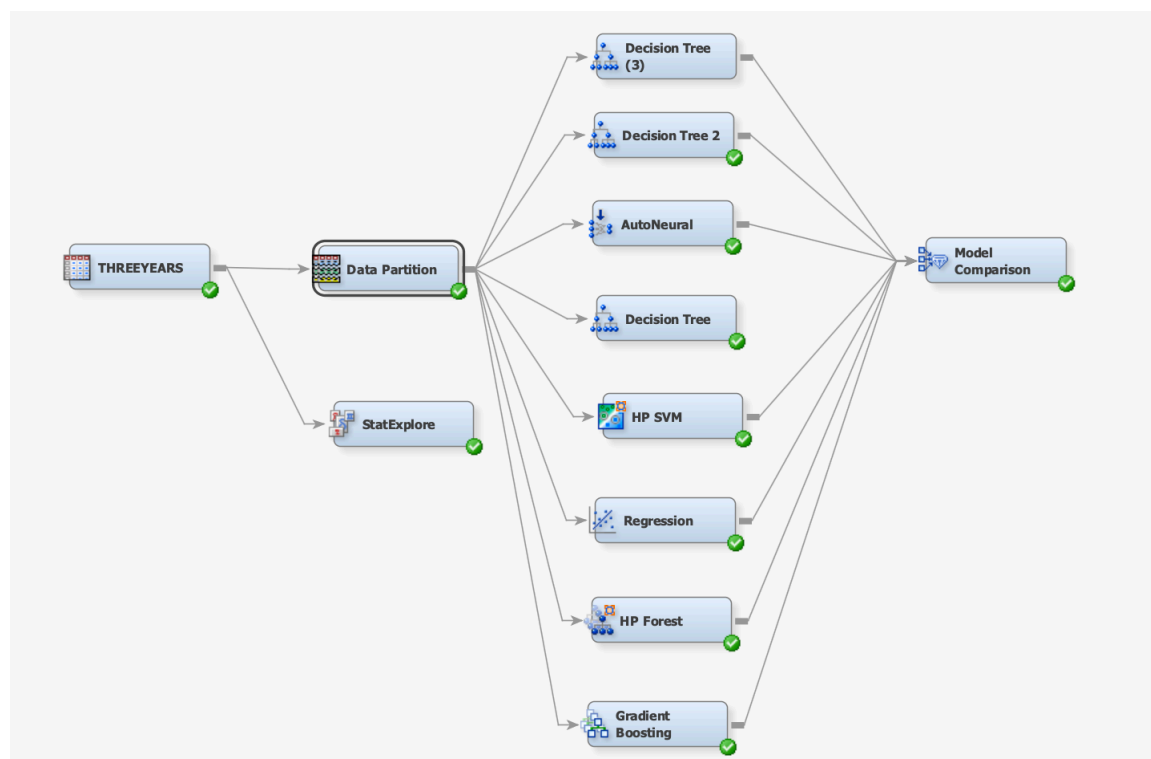 Decision Tree
(3)
Decision Tree 2
AutoNeural
THREEYEARS
Data Partition
Model
Comparison
Decision Tree
StatExplore
HP SVM
Regression
HP Forest
Gradient
Boosting